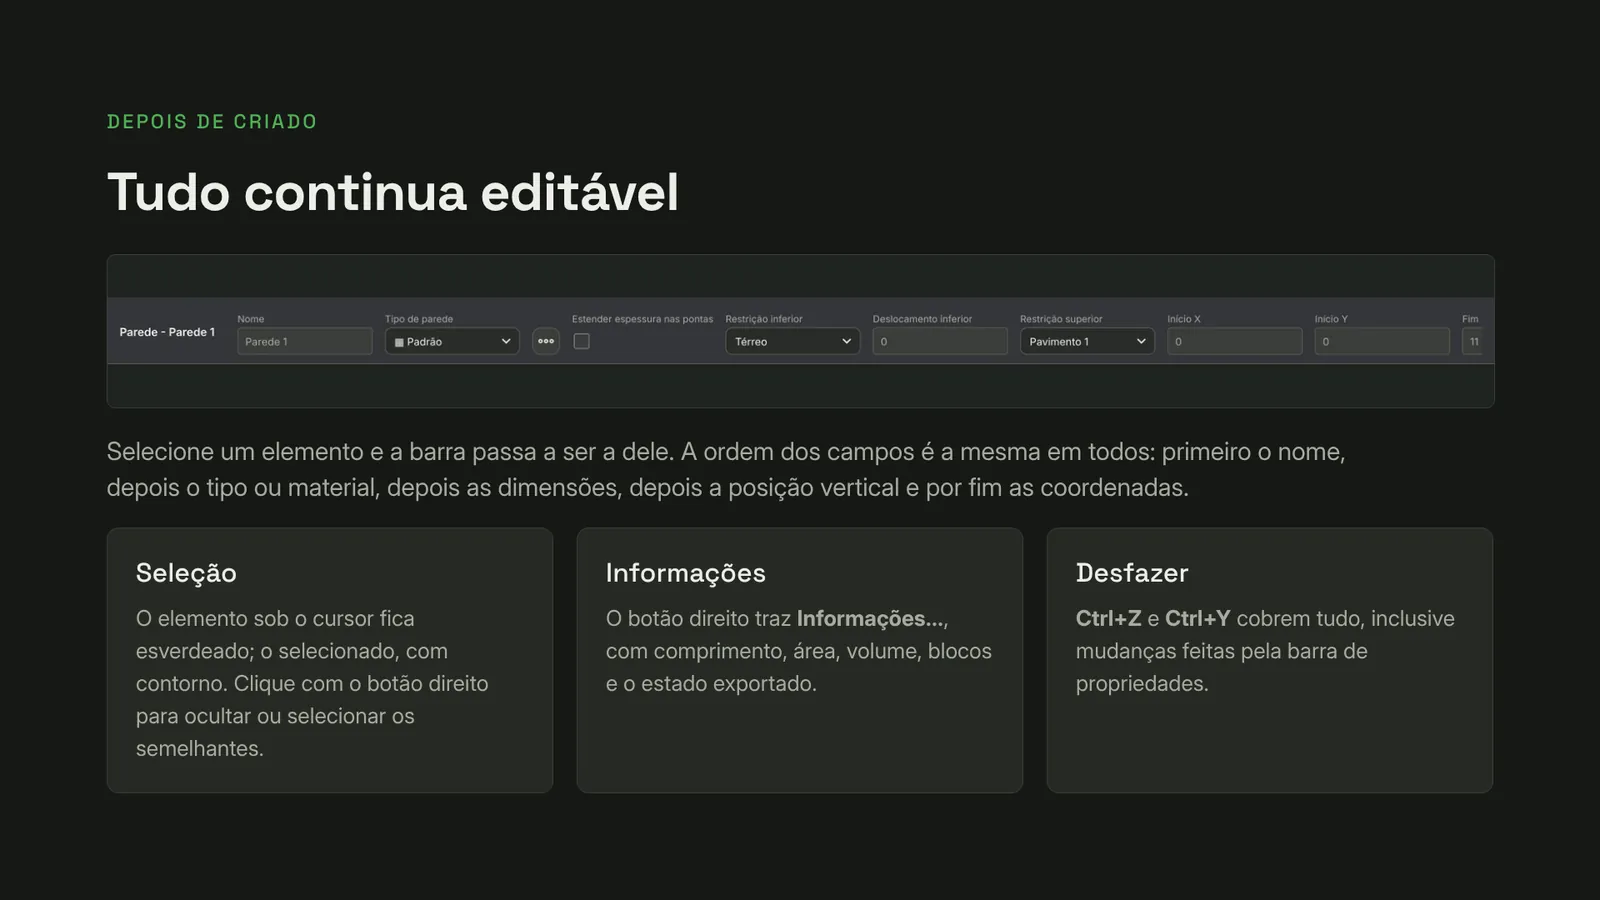 DEPOIS DE CRIADO
Tudo continua editável
Parede - Parede 1
Nome
Parede 1
Tipo de parede
Padrão
Estender espessura nas pontas
Restrição inferior
Térreo
Deslocamento inferior
0
Restrição superior
Pavimento 1
Início X
0
Início Y
0
Fim
11
Selecione um elemento e a barra passa a ser a dele. A ordem dos campos é a mesma em todos: primeiro o nome,
depois o tipo ou material, depois as dimensões, depois a posição vertical e por fim as coordenadas.
Seleção
O elemento sob o cursor fica
esverdeado; o selecionado, com
contorno. Clique com o botão direito
para ocultar ou selecionar os
semelhantes.
Informações
O botão direito traz Informações...,
com comprimento, área, volume, blocos
e o estado exportado.
Desfazer
Ctrl+Z e Ctrl+Y cobrem tudo, inclusive
mudanças feitas pela barra de
propriedades.